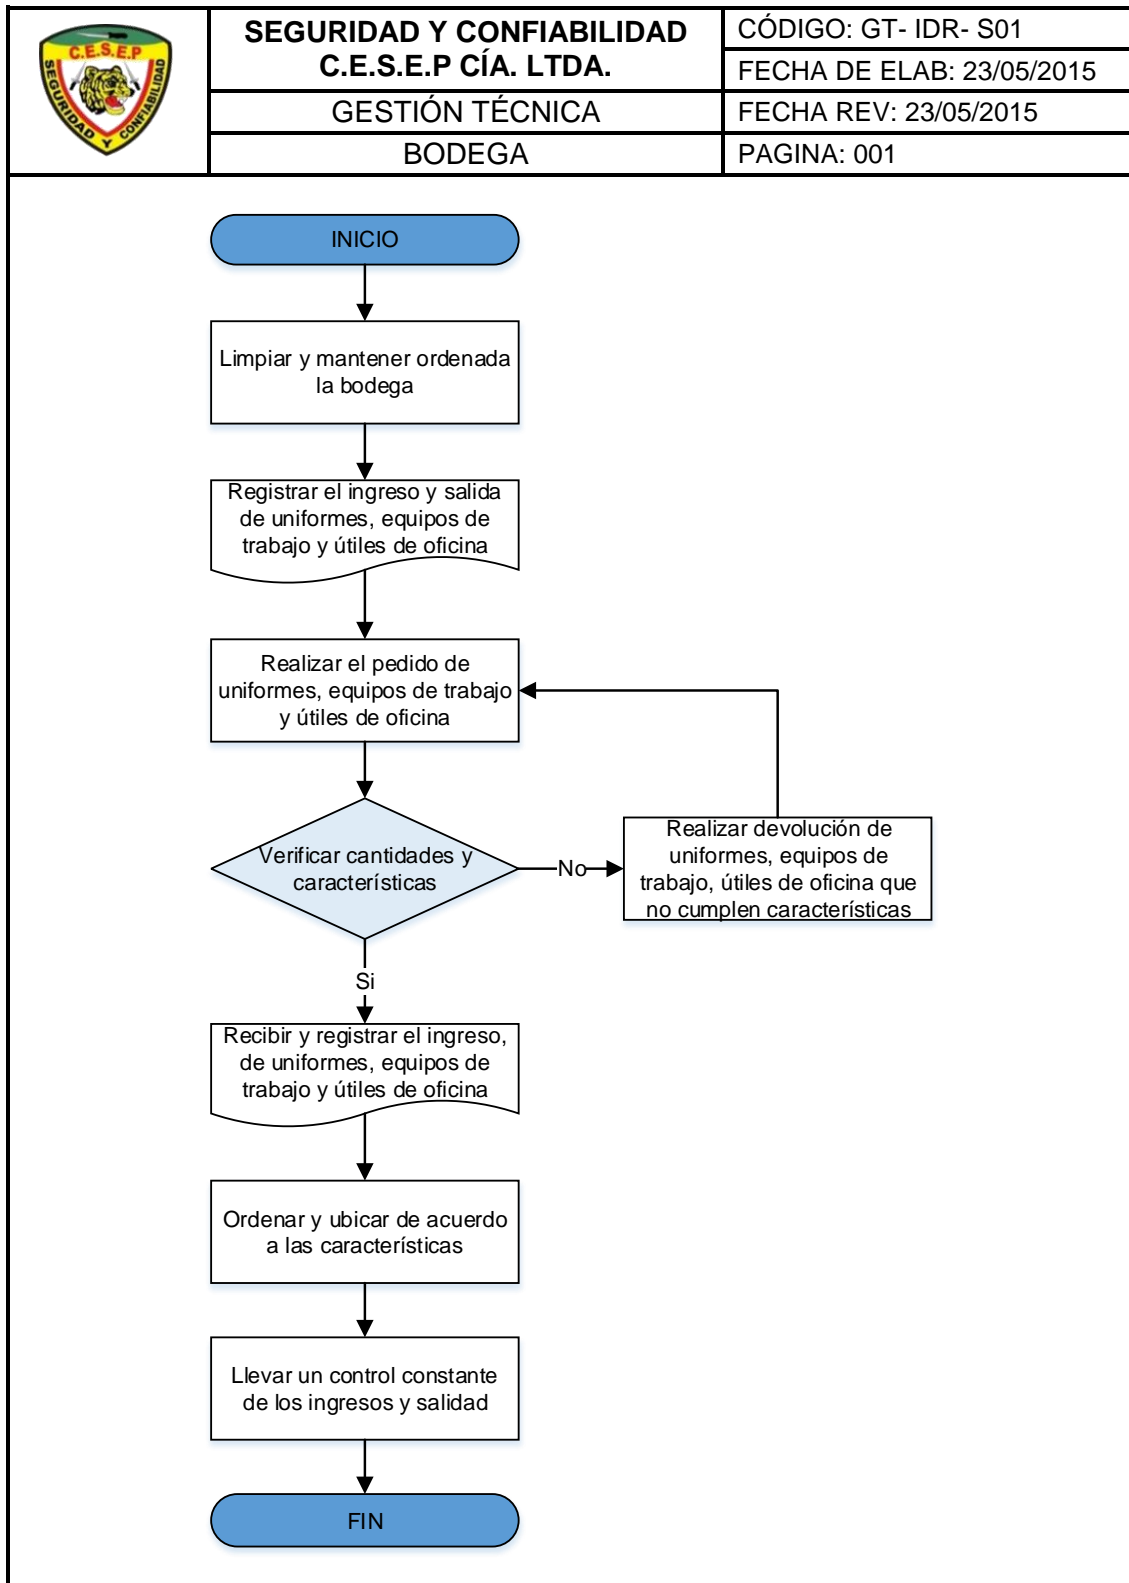 C.E.S.E.P
SEGURIDAD Y CONFIABILIDAD
SEGURIDAD Y CONFIABILIDAD
C.E.S.E.P CÍA. LTDA.
GESTIÓN TÉCNICA
BODEGA
CÓDIGO: GT- IDR- S01
FECHA DE ELAB: 23/05/2015
FECHA REV: 23/05/2015
PAGINA: 001
INICIO
Limpiar y mantener ordenada
la bodega
Registrar el ingreso y salida
de uniformes, equipos de
trabajo y útiles de oficina
Realizar el pedido de
uniformes, equipos de trabajo
y útiles de oficina
Verificar cantidades y
características
No
Realizar devolución de
uniformes, equipos de
trabajo, útiles de oficina que
no cumplen características
Si
Recibir y registrar el ingreso,
de uniformes, equipos de
trabajo y útiles de oficina
Ordenar y ubicar de acuerdo
a las características
Llevar un control constante
de los ingresos y salidad
FIN